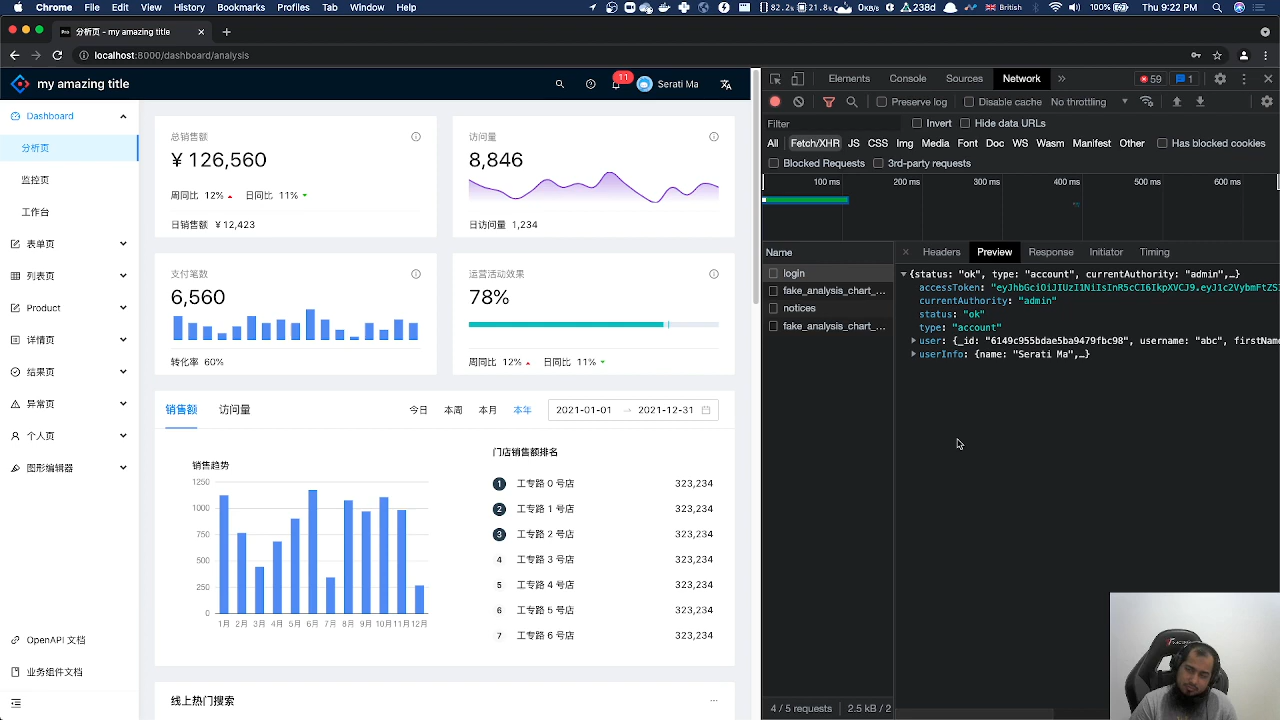 Chrome File Edit View History Bookmarks Profiles Tab Window Help 82.2x 21.8x 0k/s 238d British 100% Thu 9:22 PM
分析页 - my amazing title
localhost:8000/dashboard/analysis
my amazing title
11
Serati Ma
Dashboard
分析页
监控页
工作台
表单页
列表页
Product
详情页
结果页
异常页
个人页
图形编辑器
OpenAPI 文档
业务组件文档
总销售额
¥ 126,560
周同比 12% 日同比 11%
日销售额 ¥12,423
访问量
8,846
日访问量 1,234
支付笔数
6,560
转化率 60%
运营活动效果
78%
周同比 12% 日同比 11%
销售额 访问量 今日 本周 本月 本年 2021-01-01 → 2021-12-31
销售趋势
1250
1000
750
500
250
0
1月 2月 3月 4月 5月 6月 7月 8月 9月 10月 11月 12月
门店销售额排名
1 工专路 0 号店 323,234
2 工专路 1 号店 323,234
3 工专路 2 号店 323,234
4 工专路 3 号店 323,234
5 工专路 4 号店 323,234
6 工专路 5 号店 323,234
7 工专路 6 号店 323,234
线上热门搜索
Elements Console Sources Network » 59 1
Preserve log Disable cache No throttling
Filter Invert Hide data URLs
All Fetch/XHR JS CSS Img Media Font Doc WS Wasm Manifest Other Has blocked cookies
Blocked Requests 3rd-party requests
100 ms 200 ms 300 ms 400 ms 500 ms 600 ms
Name
login
fake_analysis_chart_...
notices
fake_analysis_chart_...
Headers Preview Response Initiator Timing
{status: "ok", type: "account", currentAuthority: "admin",…}
accessToken: "eyJhbGciOiJIUzI1NiIsInR5cCI6IkpXVCJ9.eyJ1c2VybmFtZSI
currentAuthority: "admin"
status: "ok"
type: "account"
user: {_id: "6149c955bdae5ba9479fbc98", username: "abc", firstName
userInfo: {name: "Serati Ma",…}
4 / 5 requests 2.5 kB / 2